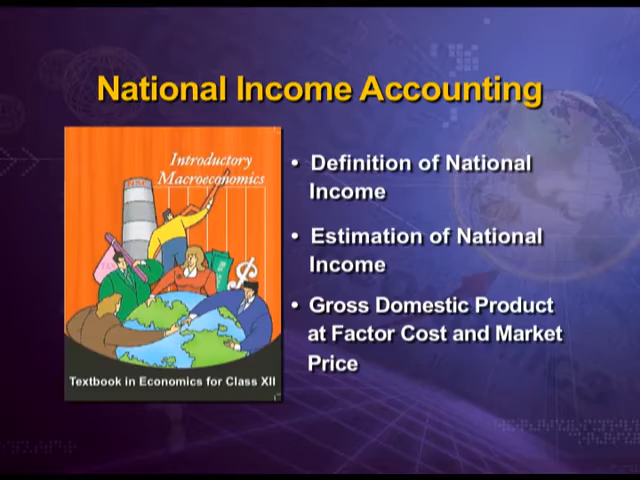 National Income Accounting
Introductory
Macroeconomics
Textbook in Economics for Class XII
• Definition of National
Income
• Estimation of National
Income
• Gross Domestic Product
at Factor Cost and Market
Price